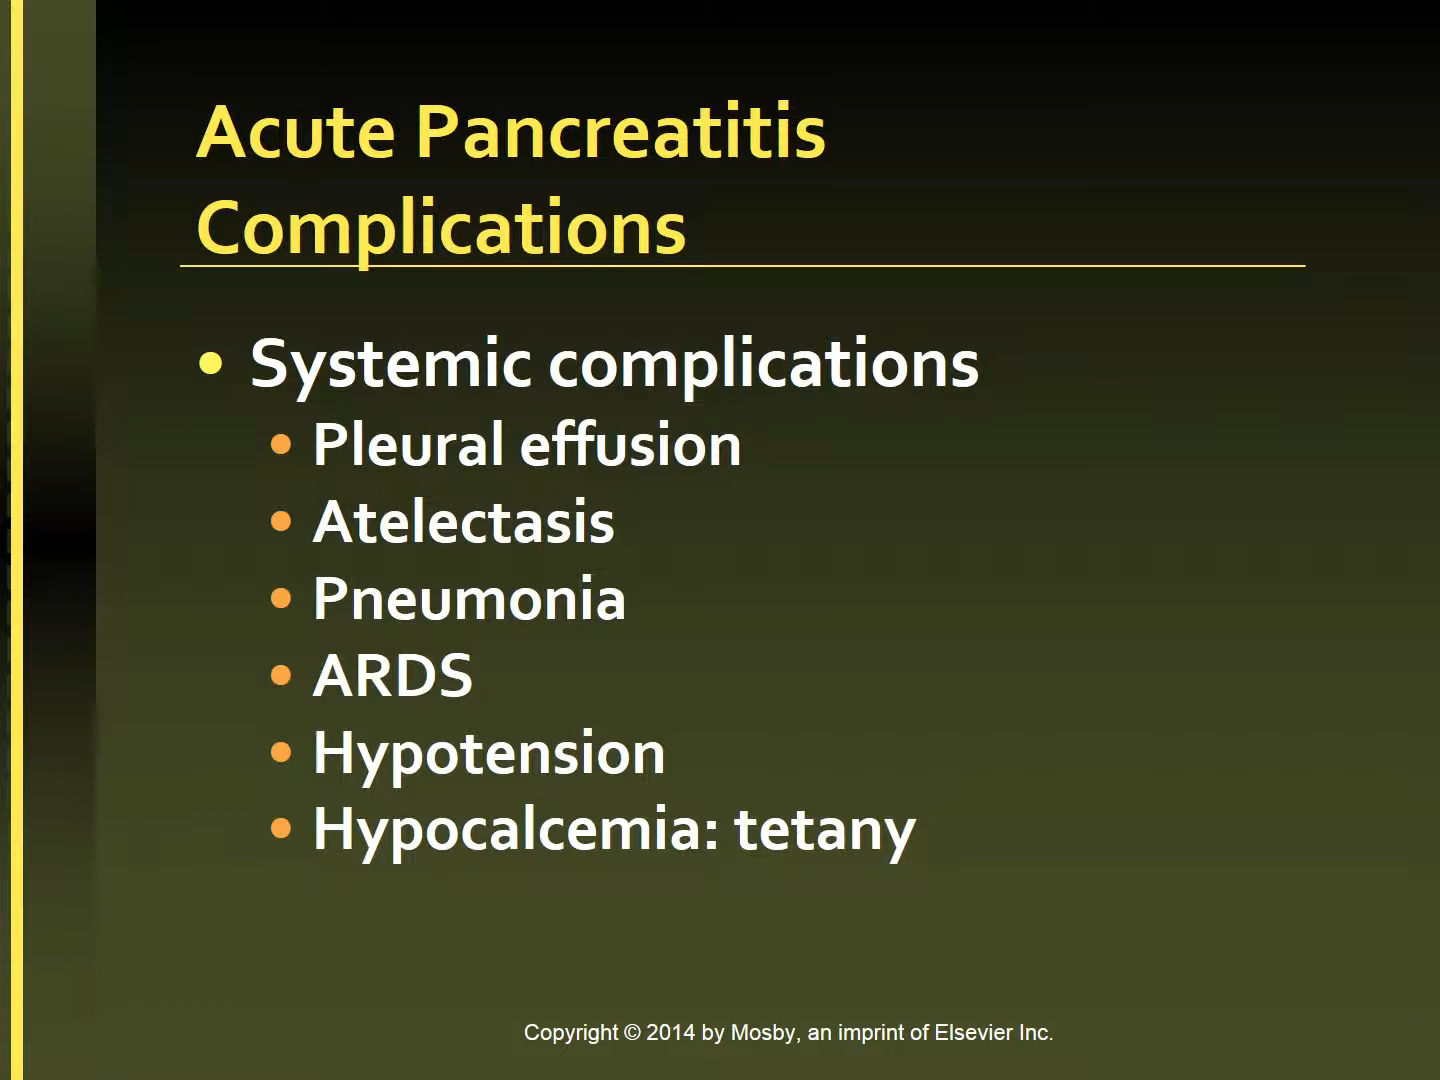 Acute Pancreatitis
Complications
• Systemic complications
• Pleural effusion
• Atelectasis
• Pneumonia
• ARDS
• Hypotension
• Hypocalcemia: tetany
Copyright © 2014 by Mosby, an imprint of Elsevier Inc.